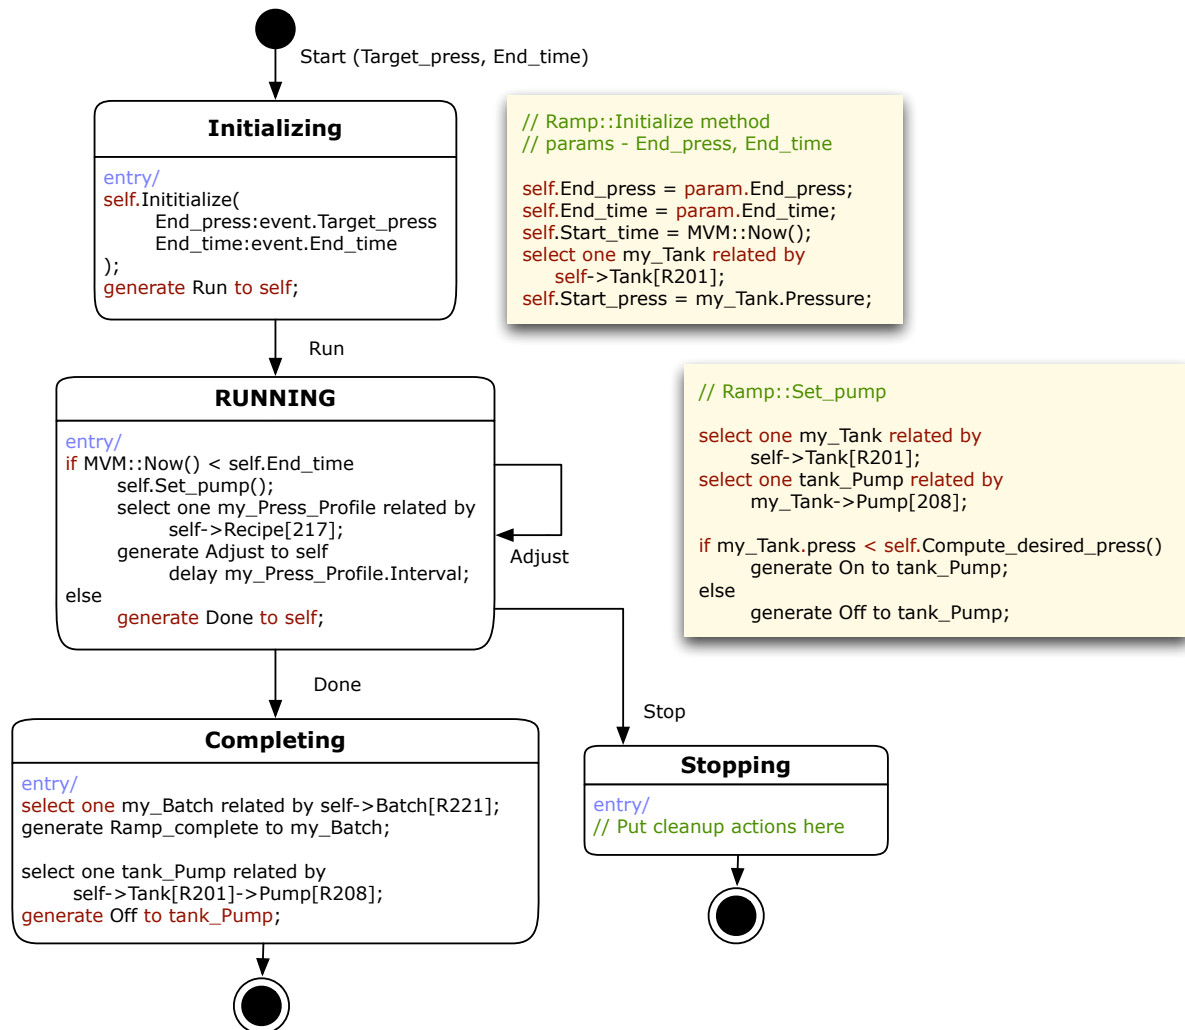 Start (Target_press, End_time)
Initializing
entry/
self.Inititialize(
End_press:event.Target_press
End_time:event.End_time
);
generate Run to self;
// Ramp::Initialize method
// params - End_press, End_time
self.End_press = param.End_press;
self.End_time = param.End_time;
self.Start_time = MVM::Now();
select one my_Tank related by
self->Tank[R201];
self.Start_press = my_Tank.Pressure;
Run
RUNNING
entry/
if MVM::Now() < self.End_time
self.Set_pump();
select one my_Press_Profile related by
self->Recipe[217];
generate Adjust to self
delay my_Press_Profile.Interval;
else
generate Done to self;
Adjust
// Ramp::Set_pump
select one my_Tank related by
self->Tank[R201];
select one tank_Pump related by
my_Tank->Pump[208];
if my_Tank.press < self.Compute_desired_press()
generate On to tank_Pump;
else
generate Off to tank_Pump;
Done
Stop
Completing
entry/
select one my_Batch related by self->Batch[R221];
generate Ramp_complete to my_Batch;
select one tank_Pump related by
self->Tank[R201]->Pump[R208];
generate Off to tank_Pump;
Stopping
entry/
// Put cleanup actions here